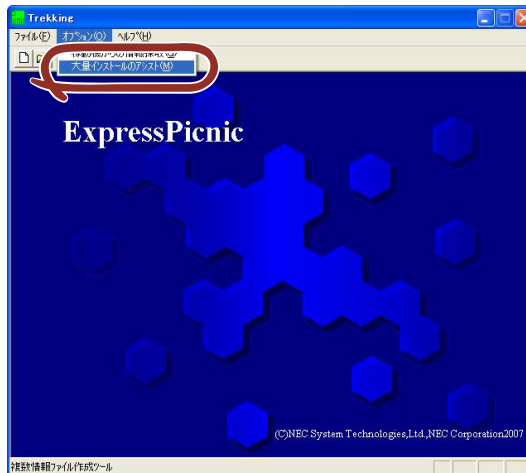 Trekking
ファイル(F) オプション(O) ヘルプ(H)
大量インストールのアシスト(M)
ExpressPicnic
(C)NEC System Technologies,Ltd.,NEC Corporation2007
複数情報ファイル作成ツール